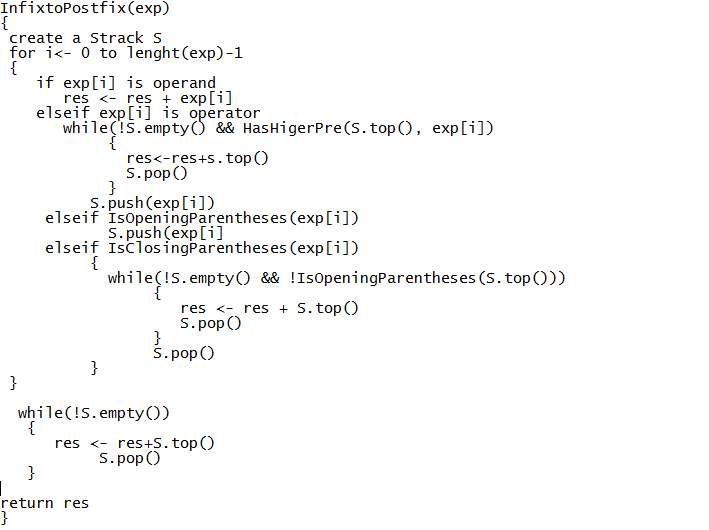 InfixtoPostfix(exp)
{
create a Strack S
for i<- 0 to lenght(exp)-1
{
if exp[i] is operand
res <- res + exp[i]
elseif exp[i] is operator
while(!S.empty() && HasHigerPre(S.top(), exp[i])
{
res<-res+s.top()
S.pop()
}
S.push(exp[i])
elseif IsOpeningParentheses(exp[i])
S.push(exp[i]
elseif IsClosingParentheses(exp[i])
{
while(!S.empty() && !IsOpeningParentheses(S.top()))
{
res <- res + S.top()
S.pop()
}
S.pop()
}
}
while(!S.empty())
{
res <- res+S.top()
S.pop()
}
return res
}